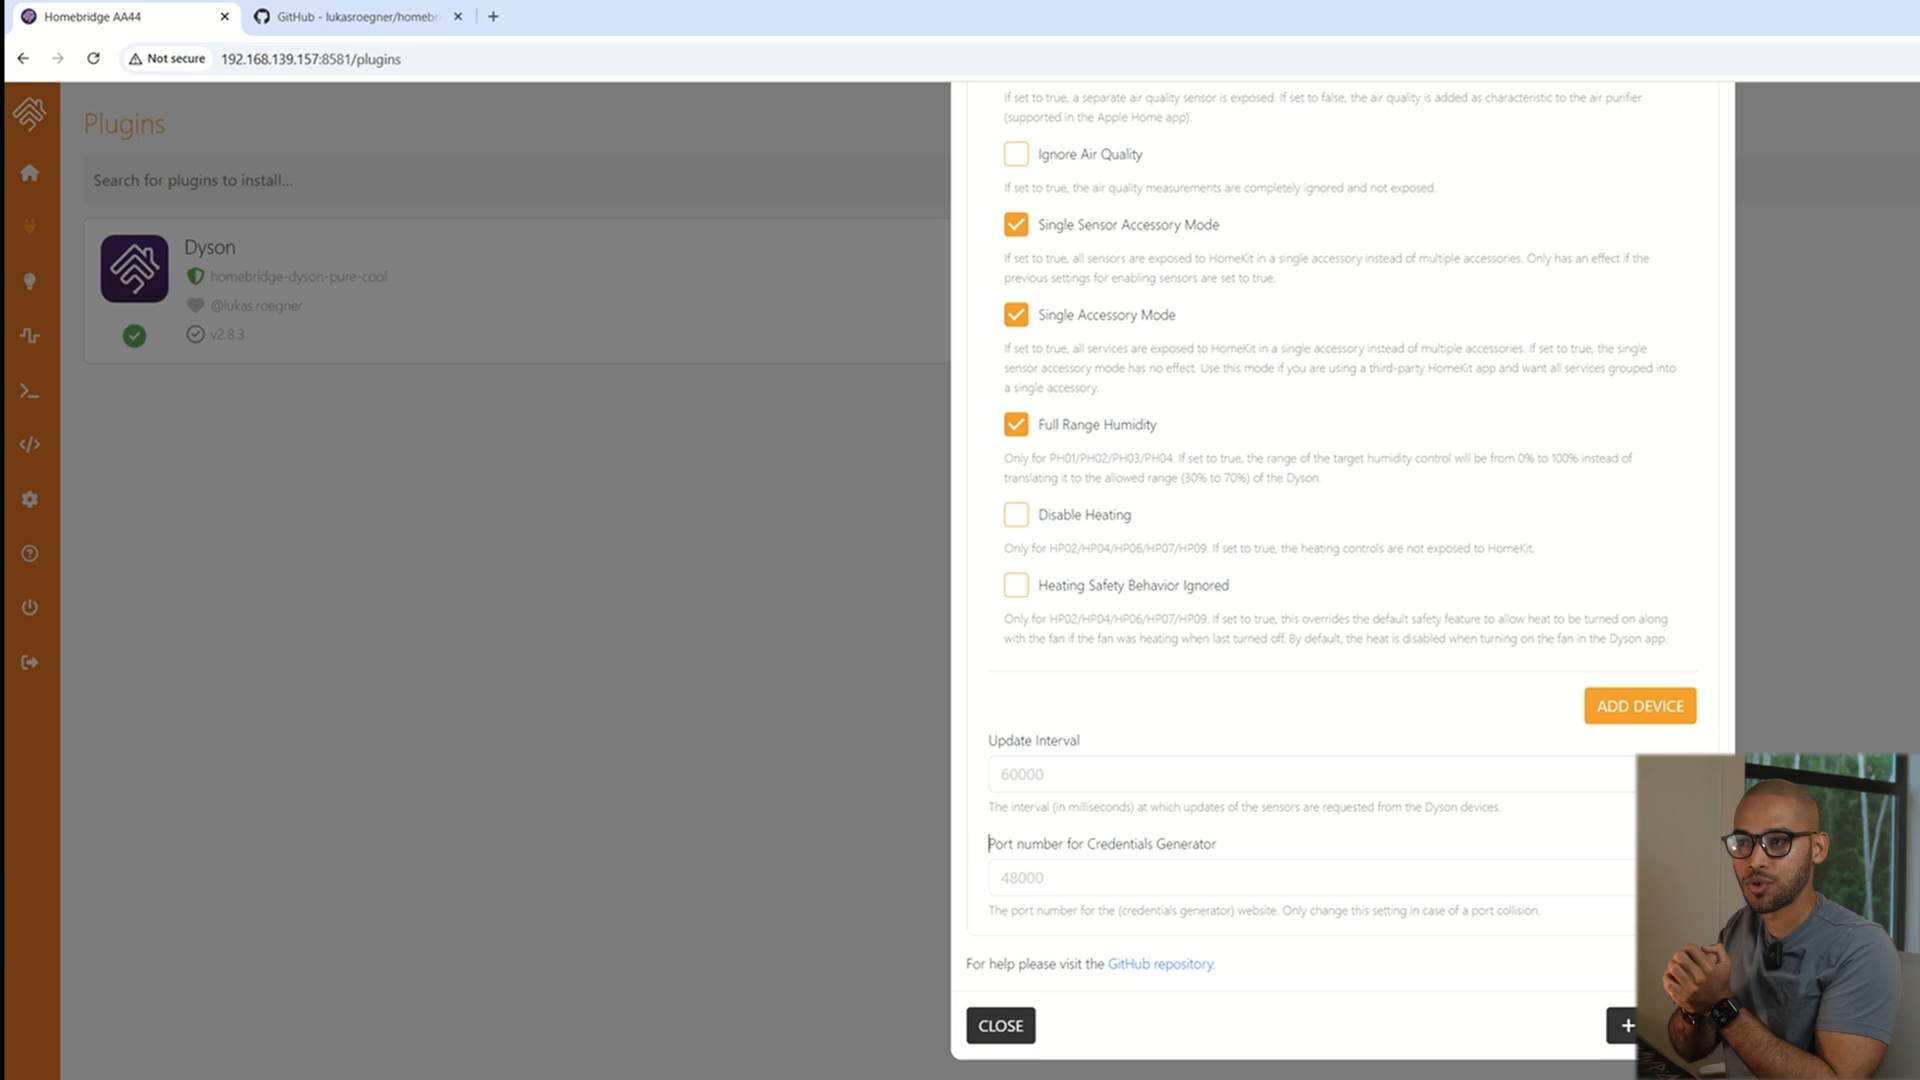 Homebridge AA44
GitHub - lukasroegner/homebr
Not secure
192.168.139.157:8581/plugins
Plugins
Search for plugins to install...
Dyson
homebridge-dyson-pure-cool
@lukas.roegner
v2.8.3
If set to true, a separate air quality sensor is exposed. If set to false, the air quality is added as characteristic to the air purifier
(supported in the Apple Home app).
Ignore Air Quality
If set to true, the air quality measurements are completely ignored and not exposed.
Single Sensor Accessory Mode
If set to true, all sensors are exposed to HomeKit in a single accessory instead of multiple accessories. Only has an effect if the
previous settings for enabling sensors are set to true.
Single Accessory Mode
If set to true, all services are exposed to HomeKit in a single accessory instead of multiple accessories. If set to true, the single
sensor accessory mode has no effect. Use this mode if you are using a third-party HomeKit app and want all services grouped into
a single accessory.
Full Range Humidity
Only for PH01/PH02/PH03/PH04. If set to true, the range of the target humidity control will be from 0% to 100% instead of
translating it to the allowed range (30% to 70%) of the Dyson.
Disable Heating
Only for HP02/HP04/HP06/HP07/HP09. If set to true, the heating controls are not exposed to HomeKit.
Heating Safety Behavior Ignored
Only for HP02/HP04/HP06/HP07/HP09. If set to true, this overrides the default safety feature to allow heat to be turned on along
with the fan if the fan was heating when last turned off. By default, the heat is disabled when turning on the fan in the Dyson app.
ADD DEVICE
Update Interval
60000
The interval (in milliseconds) at which updates of the sensors are requested from the Dyson devices.
Port number for Credentials Generator
48000
The port number for the (credentials generator) website. Only change this setting in case of a port collision.
For help please visit the GitHub repository.
CLOSE
+